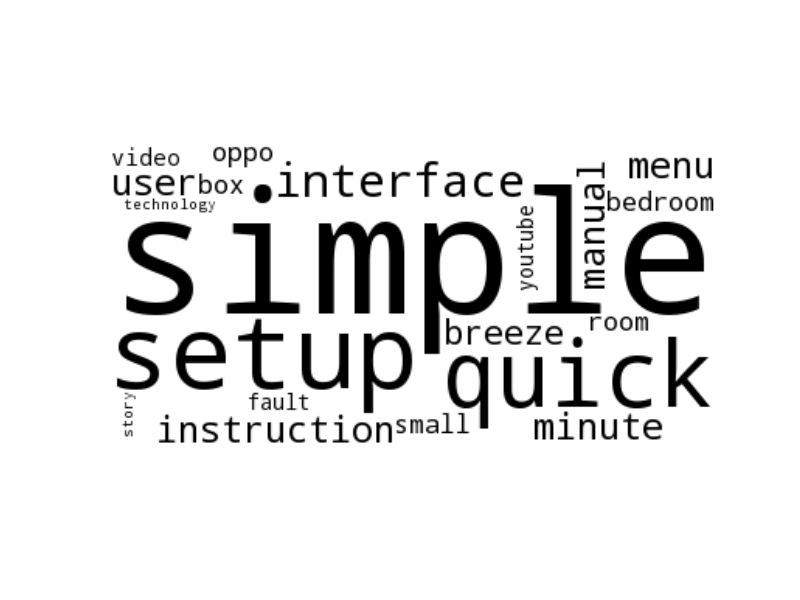 video oppo interface manual menu
user box bedroom
technology
simple youtube
setup breeze room
quick
story fault
instruction small minute